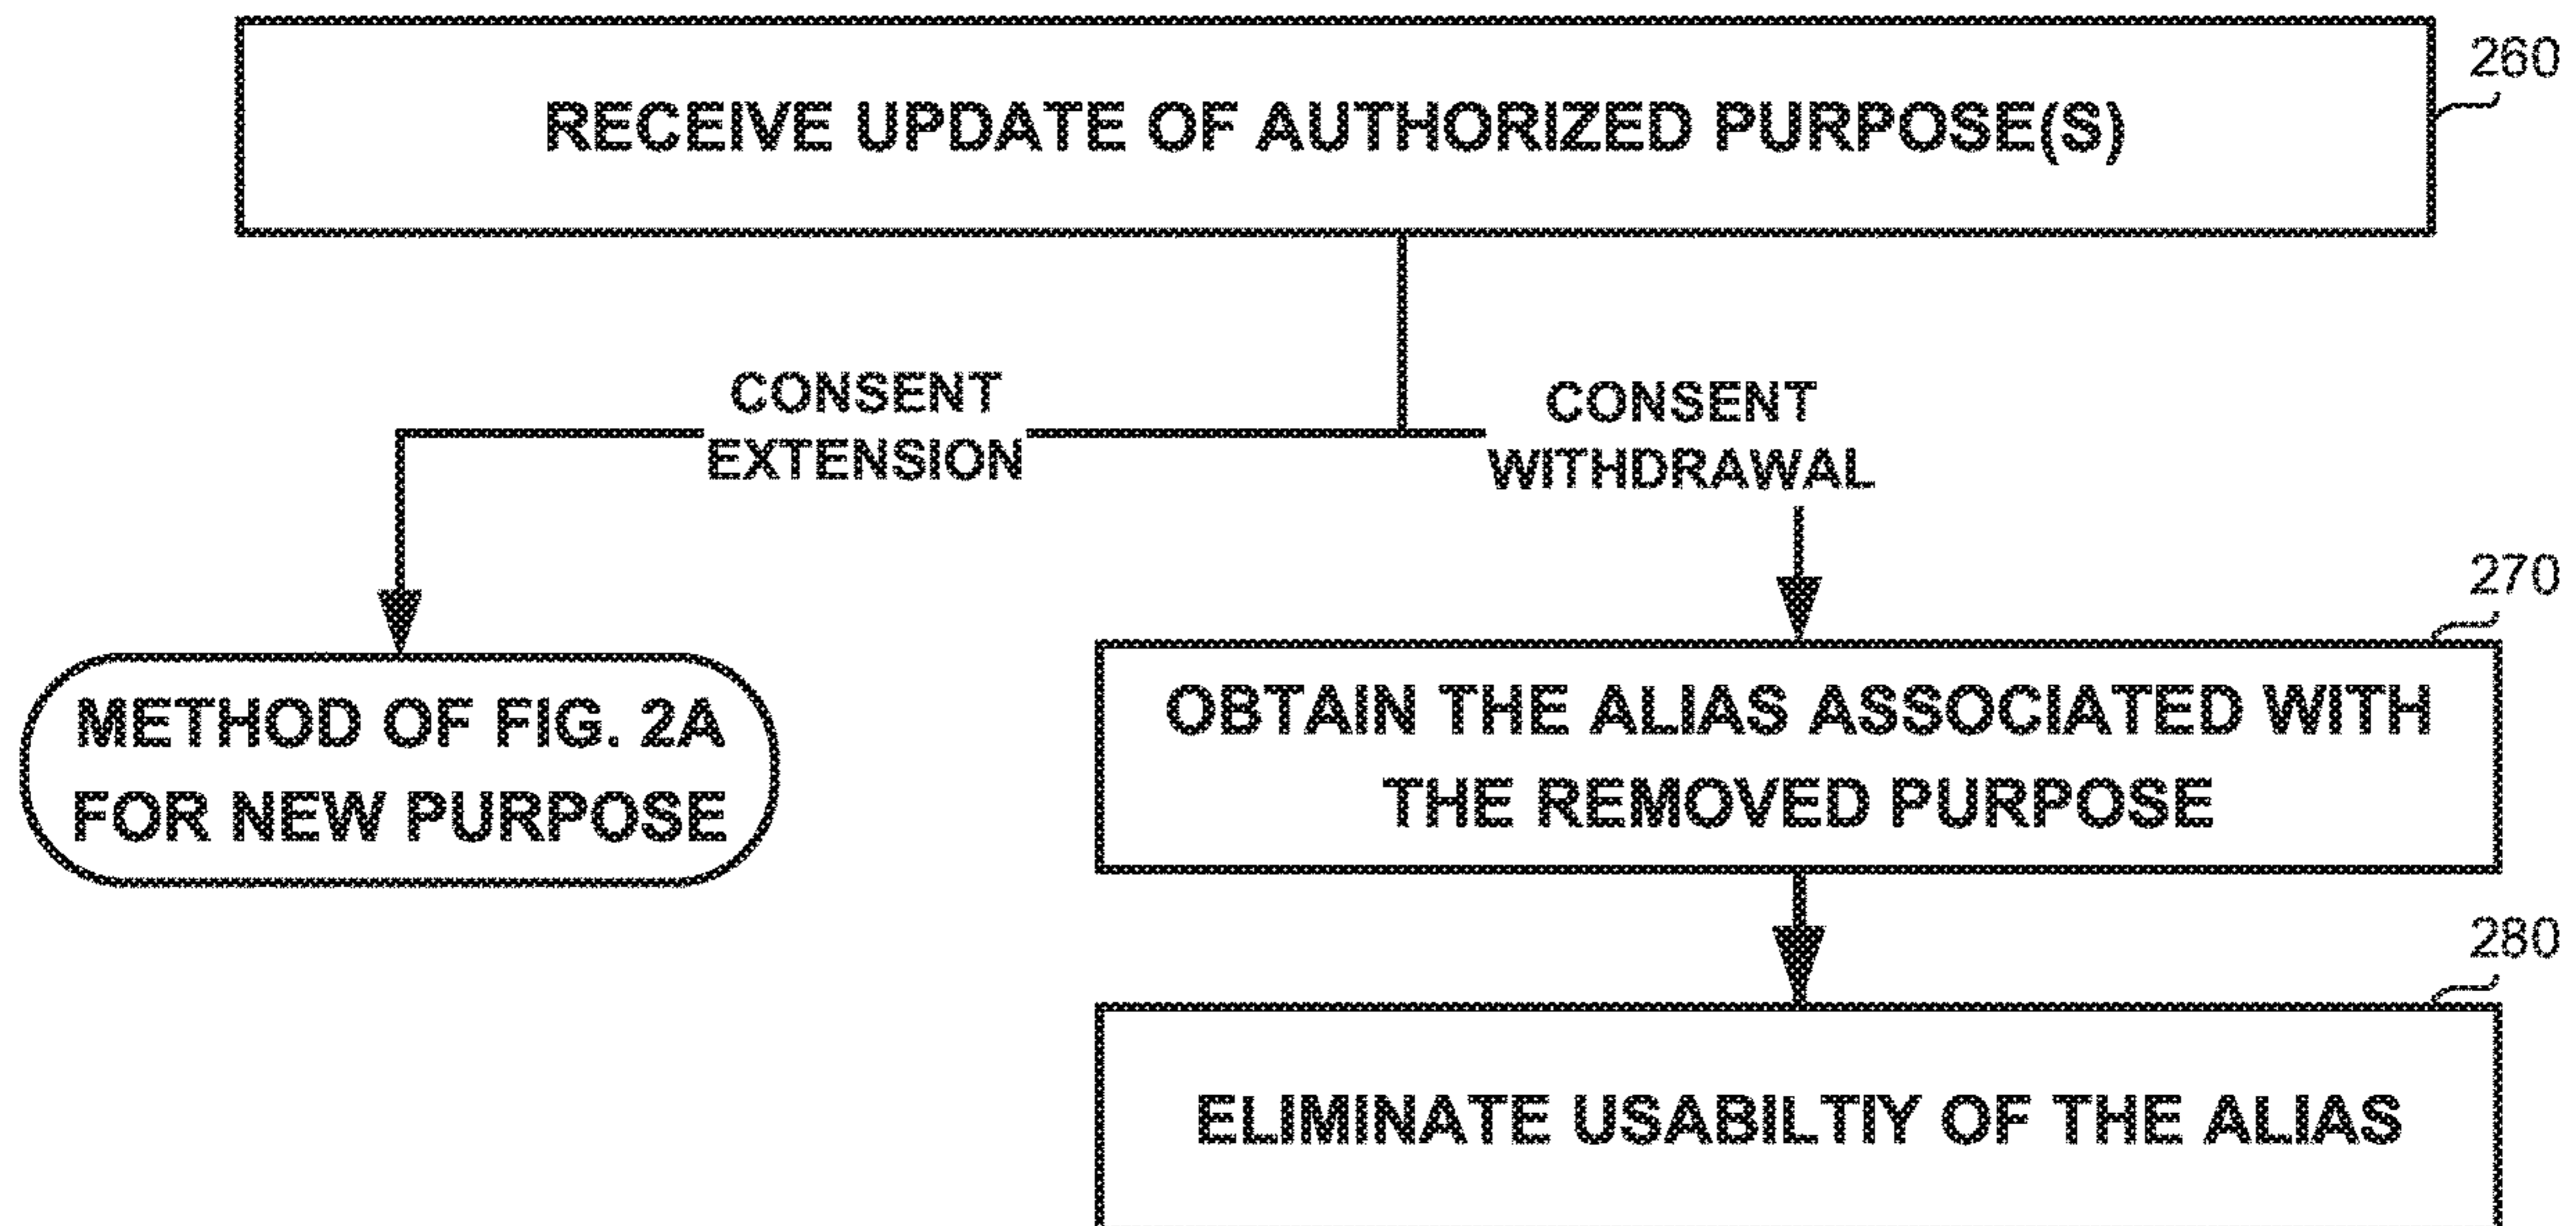 260
RECEIVE UPDATE OF AUTHORIZED PURPOSE(S)
CONSENT
EXTENSION
CONSENT
WITHDRAWAL
METHOD OF FIG. 2A
FOR NEW PURPOSE
270
OBTAIN THE ALIAS ASSOCIATED WITH
THE REMOVED PURPOSE
280
ELIMINATE USABILTIY OF THE ALIAS